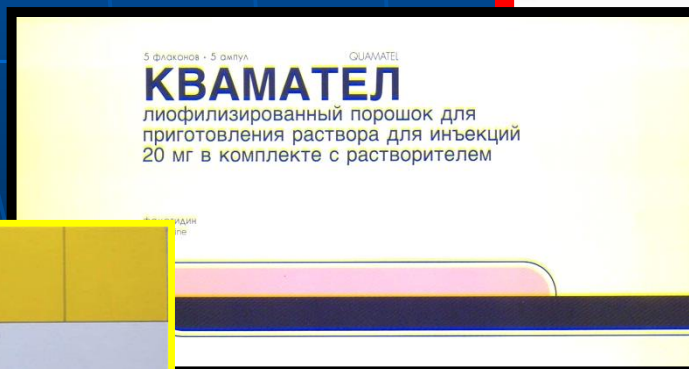 5 флаконов · 5 ампул QUAMATEL
КВАМАТЕЛ
лиофилизированный порошок для
приготовления раствора для инъекций
20 мг в комплекте с растворителем